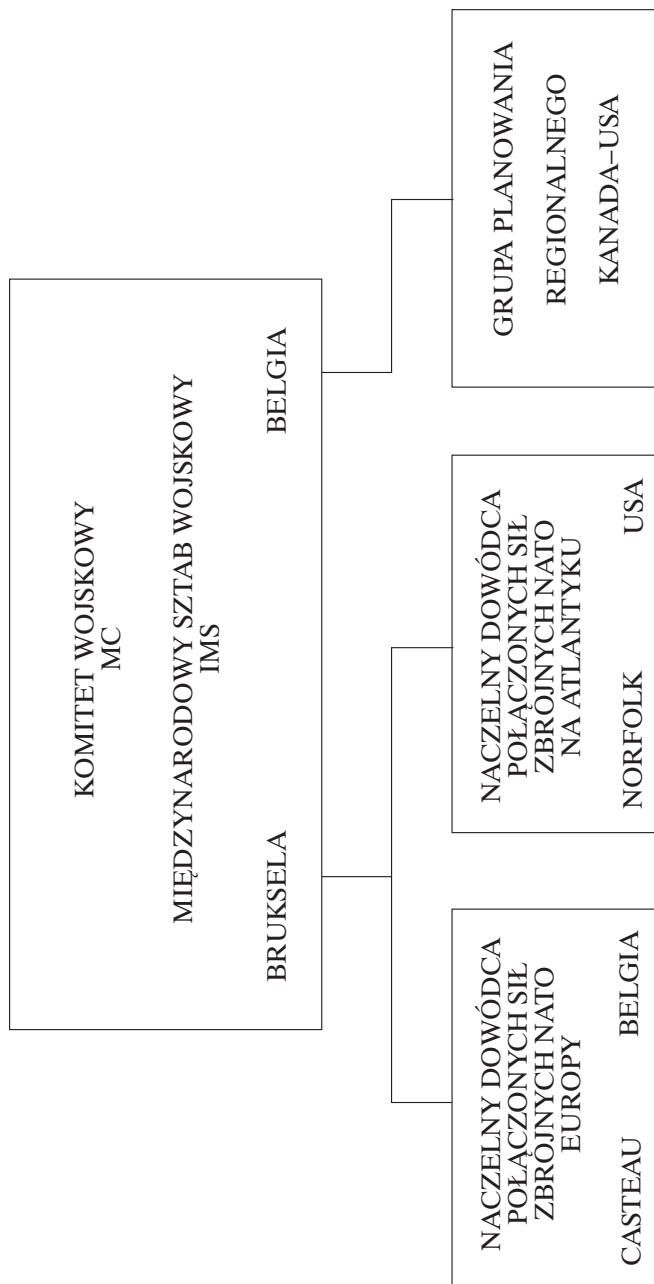 KOMITET WOJSKOWY
MC
MIĘDZYNARODOWY SZTAB WOJSKOWY
IMS
BRUKSELA BELGIA
NACZELNY DOWÓDCA
POŁĄCZONYCH SIŁ
ZBRÓJNYCH NATO
EUROPY
CASTEAU BELGIA
NACZELNY DOWÓDCA
POŁĄCZONYCH SIŁ
ZBRÓJNYCH NATO
NA ATLANTYKU
NORFOLK USA
GRUPA PLANOWANIA
REGIONALNEGO
KANADA–USA